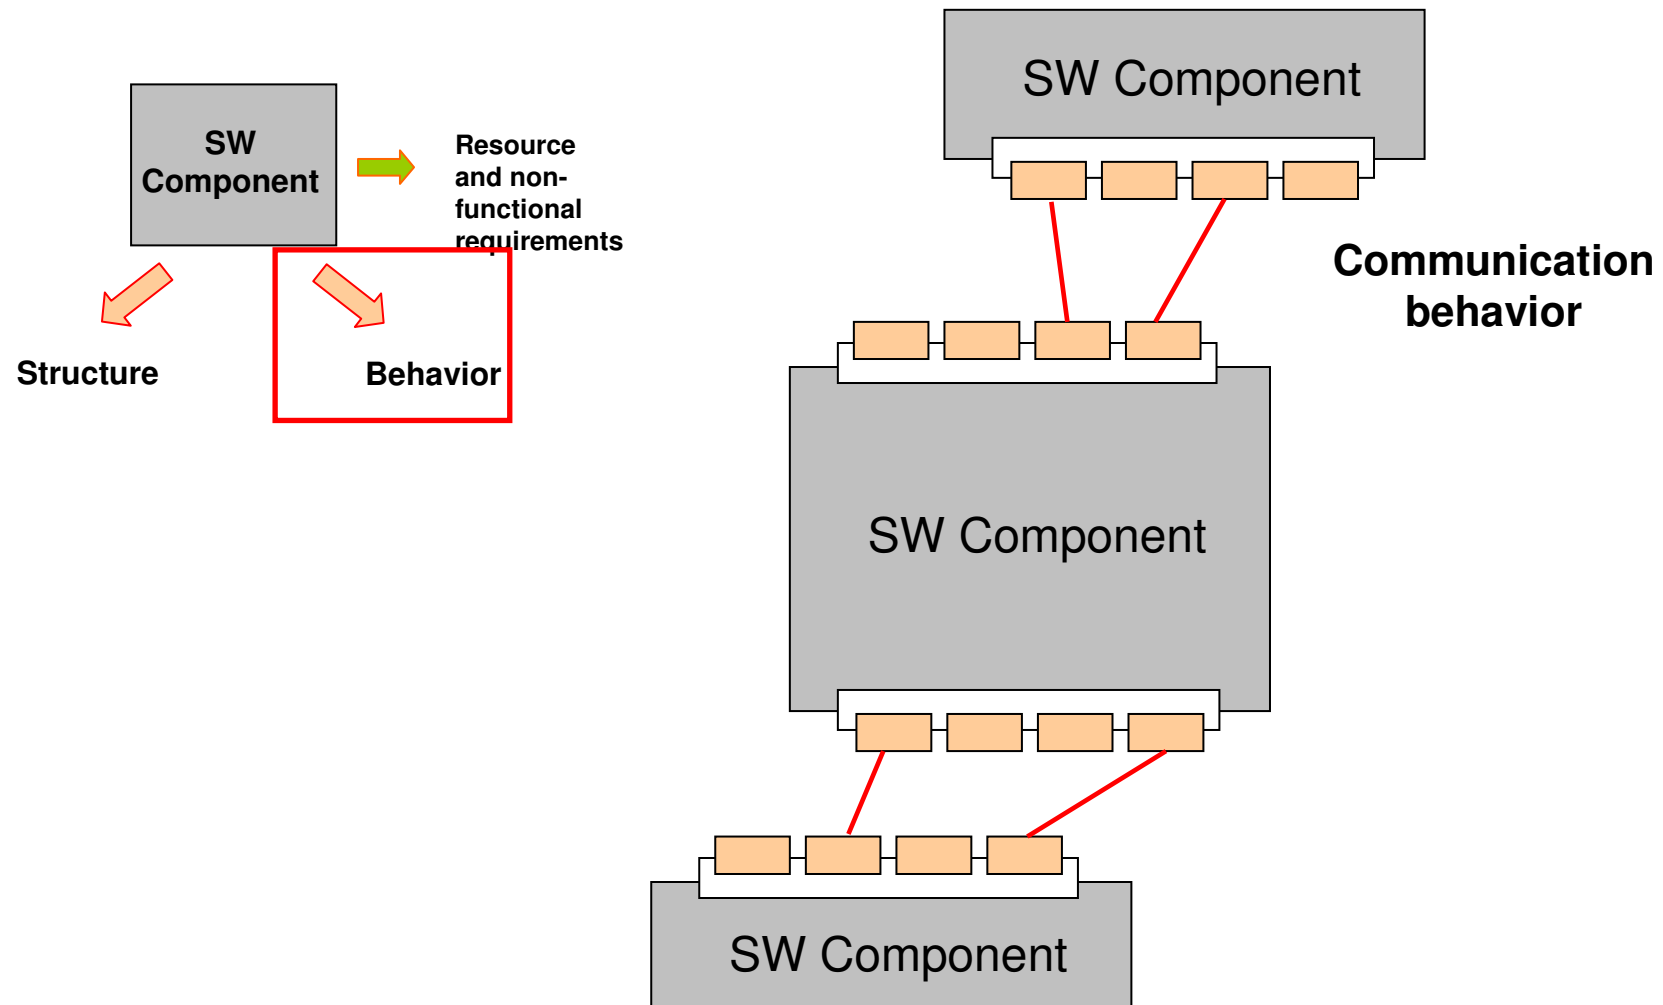 SW
Component
Resource
and non-
functional
requirements
Structure
Behavior
SW Component
Communication
behavior
SW Component
SW Component